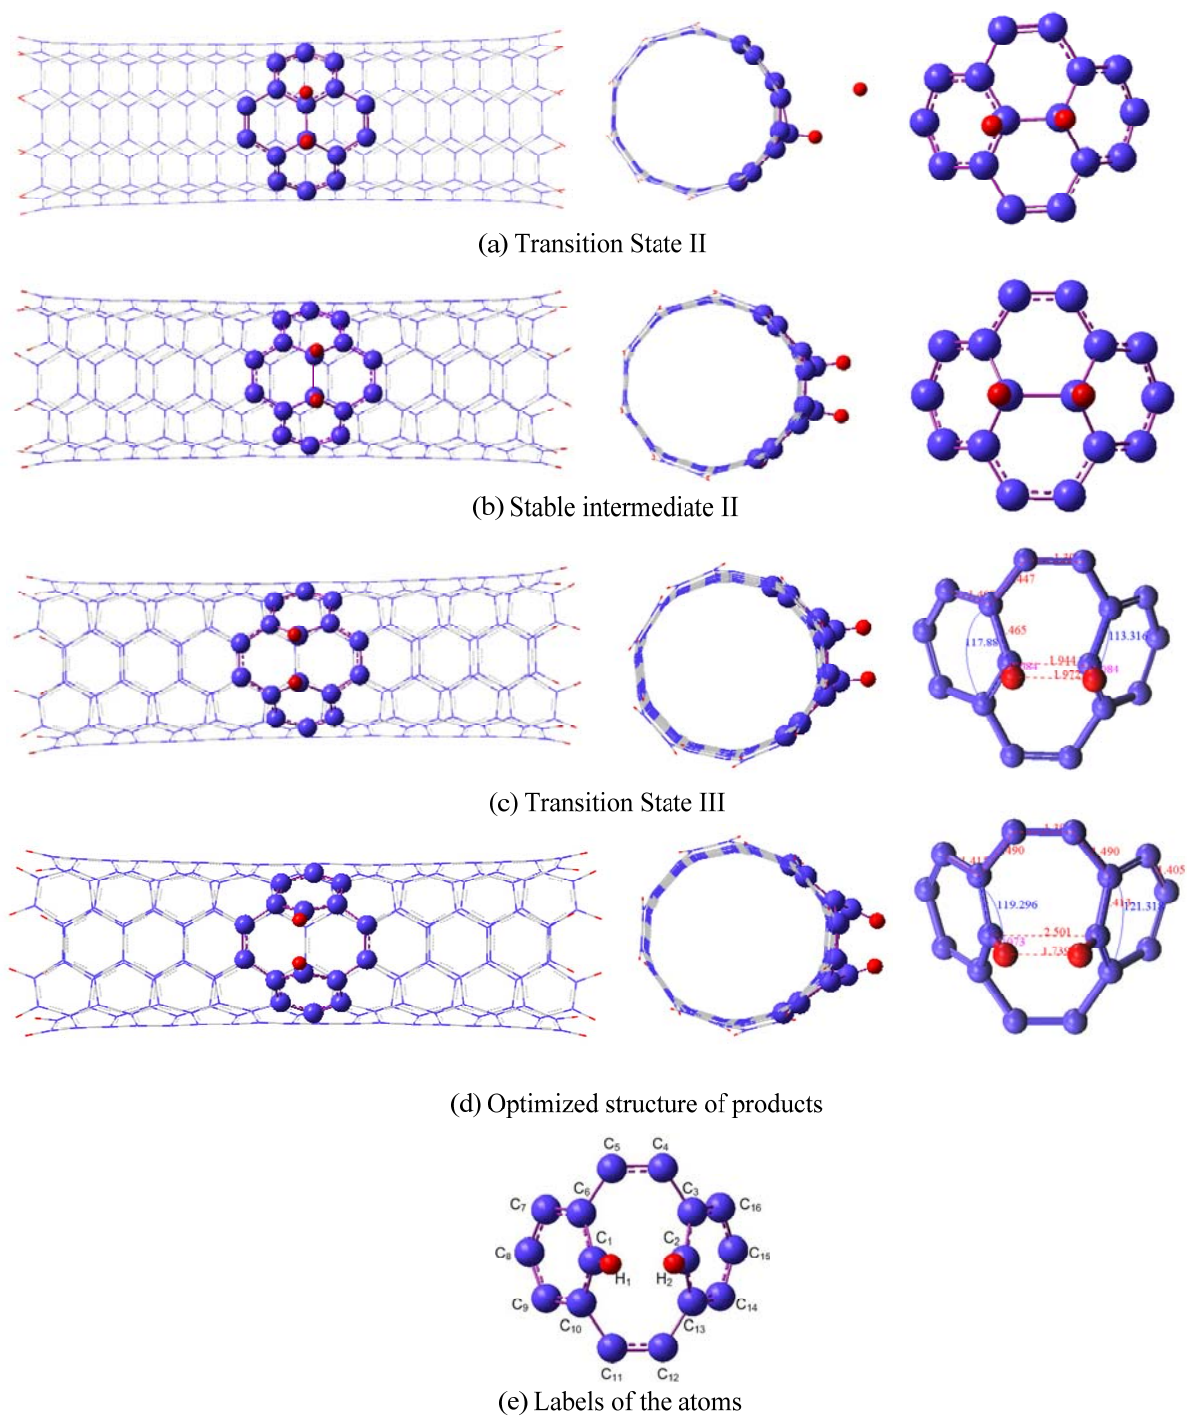 (a) Transition State II
(b) Stable intermediate II
447
465
117.88
113.316
1.944
1.972
(c) Transition State III
490
1.490
1.405
119.296
121.31
2.501
(d) Optimized structure of products
C5 C4
C6 C3
C7 C16
C1 C2
C8 C15
H1 H2
C9 C14
C10 C13
C11 C12
(e) Labels of the atoms